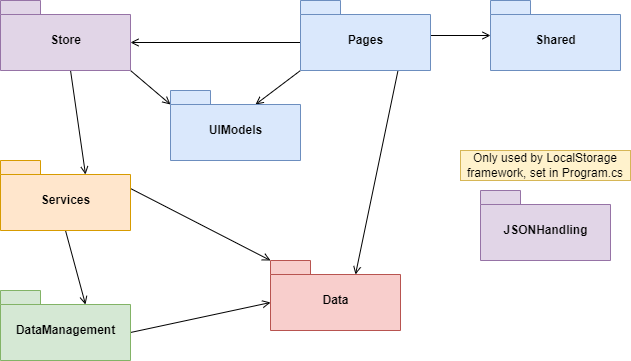 Store
Pages
Shared
UIModels
Only used by LocalStorage
framework, set in Program.cs
Services
JSONHandling
Data
DataManagement